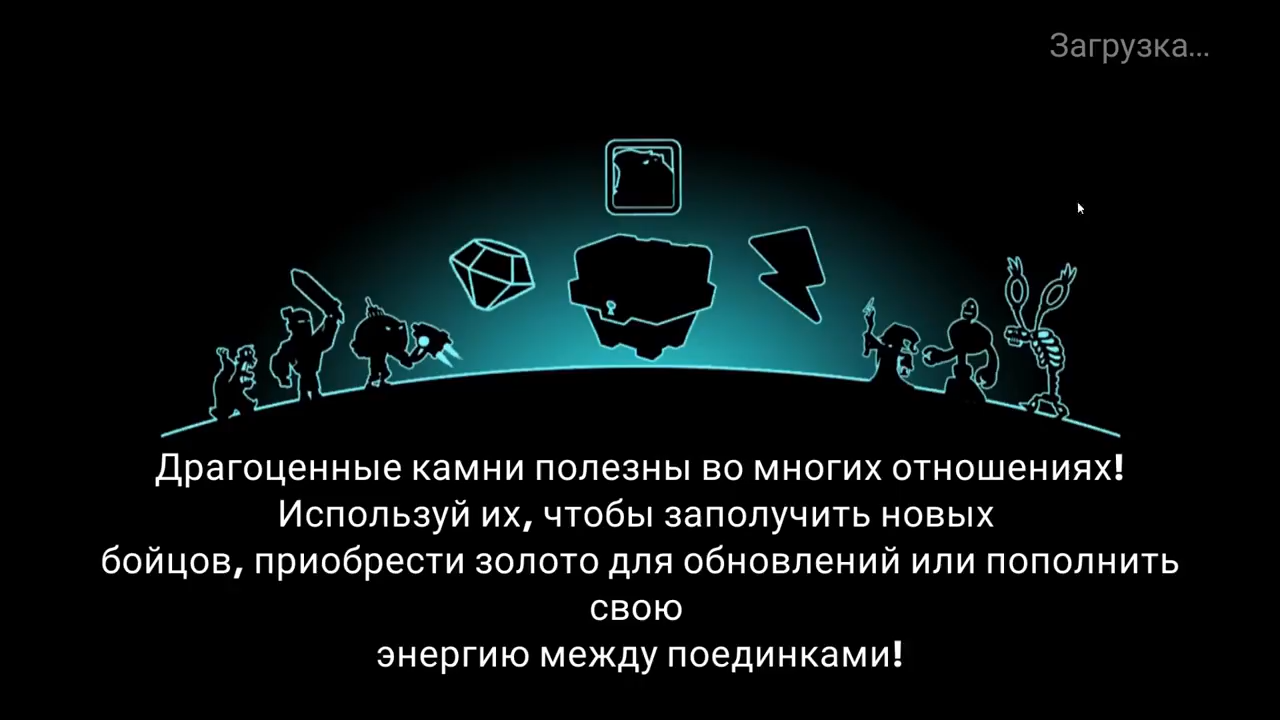 Загрузка...
Драгоценные камни полезны во многих отношениях!
Используй их, чтобы заполучить новых
бойцов, приобрести золото для обновлений или пополнить
свою
энергию между поединками!